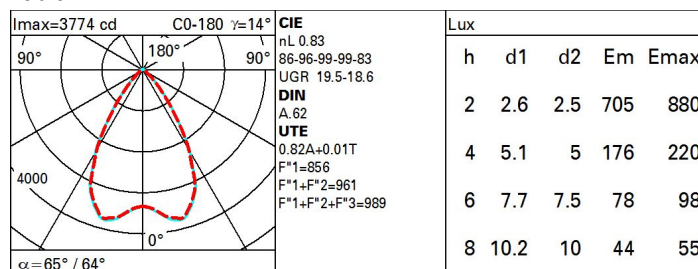 Imax=3774 cd C0-180 γ=14°
90° 180° 90°
4000
0°
α=65° / 64°
CIE
nL 0.83
86-96-99-99-83
UGR 19.5-18.6
DIN
A.62
UTE
0.82A+0.01T
F"1=856
F"1+F"2=961
F"1+F"2+F"3=989
Lux
h d1 d2 Em Emax
2 2.6 2.5 705 880
4 5.1 5 176 220
6 7.7 7.5 78 98
8 10.2 10 44 55